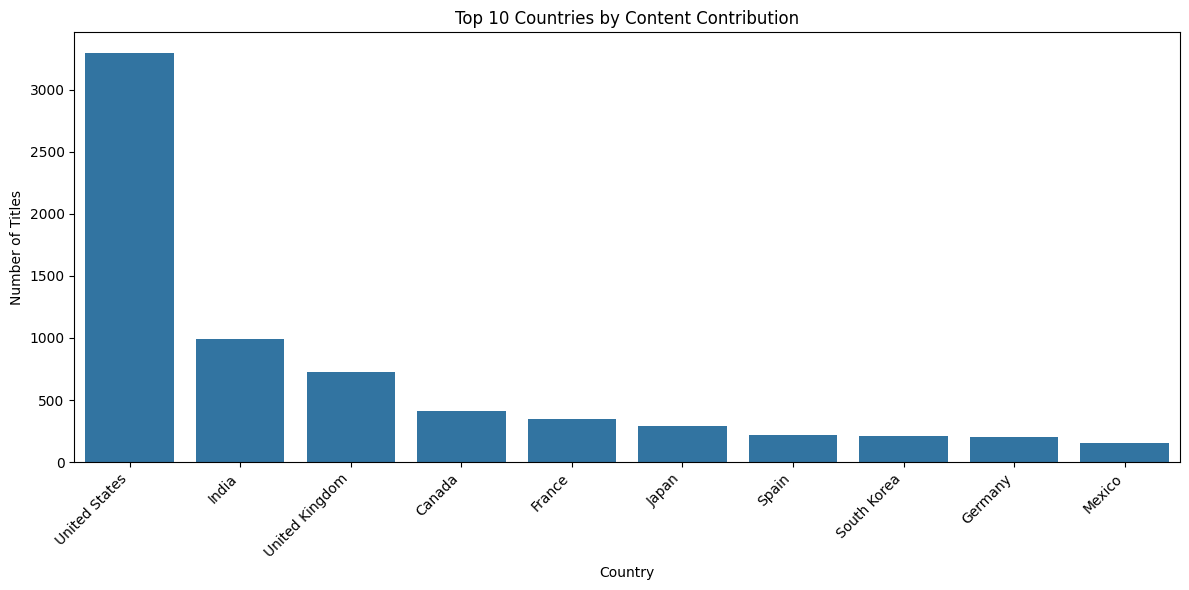 Top 10 Countries by Content Contribution
Number of Titles
3000
2500
2000
1500
1000
500
0
United States
India
United Kingdom
Canada
France
Japan
Spain
South Korea
Germany
Mexico
Country